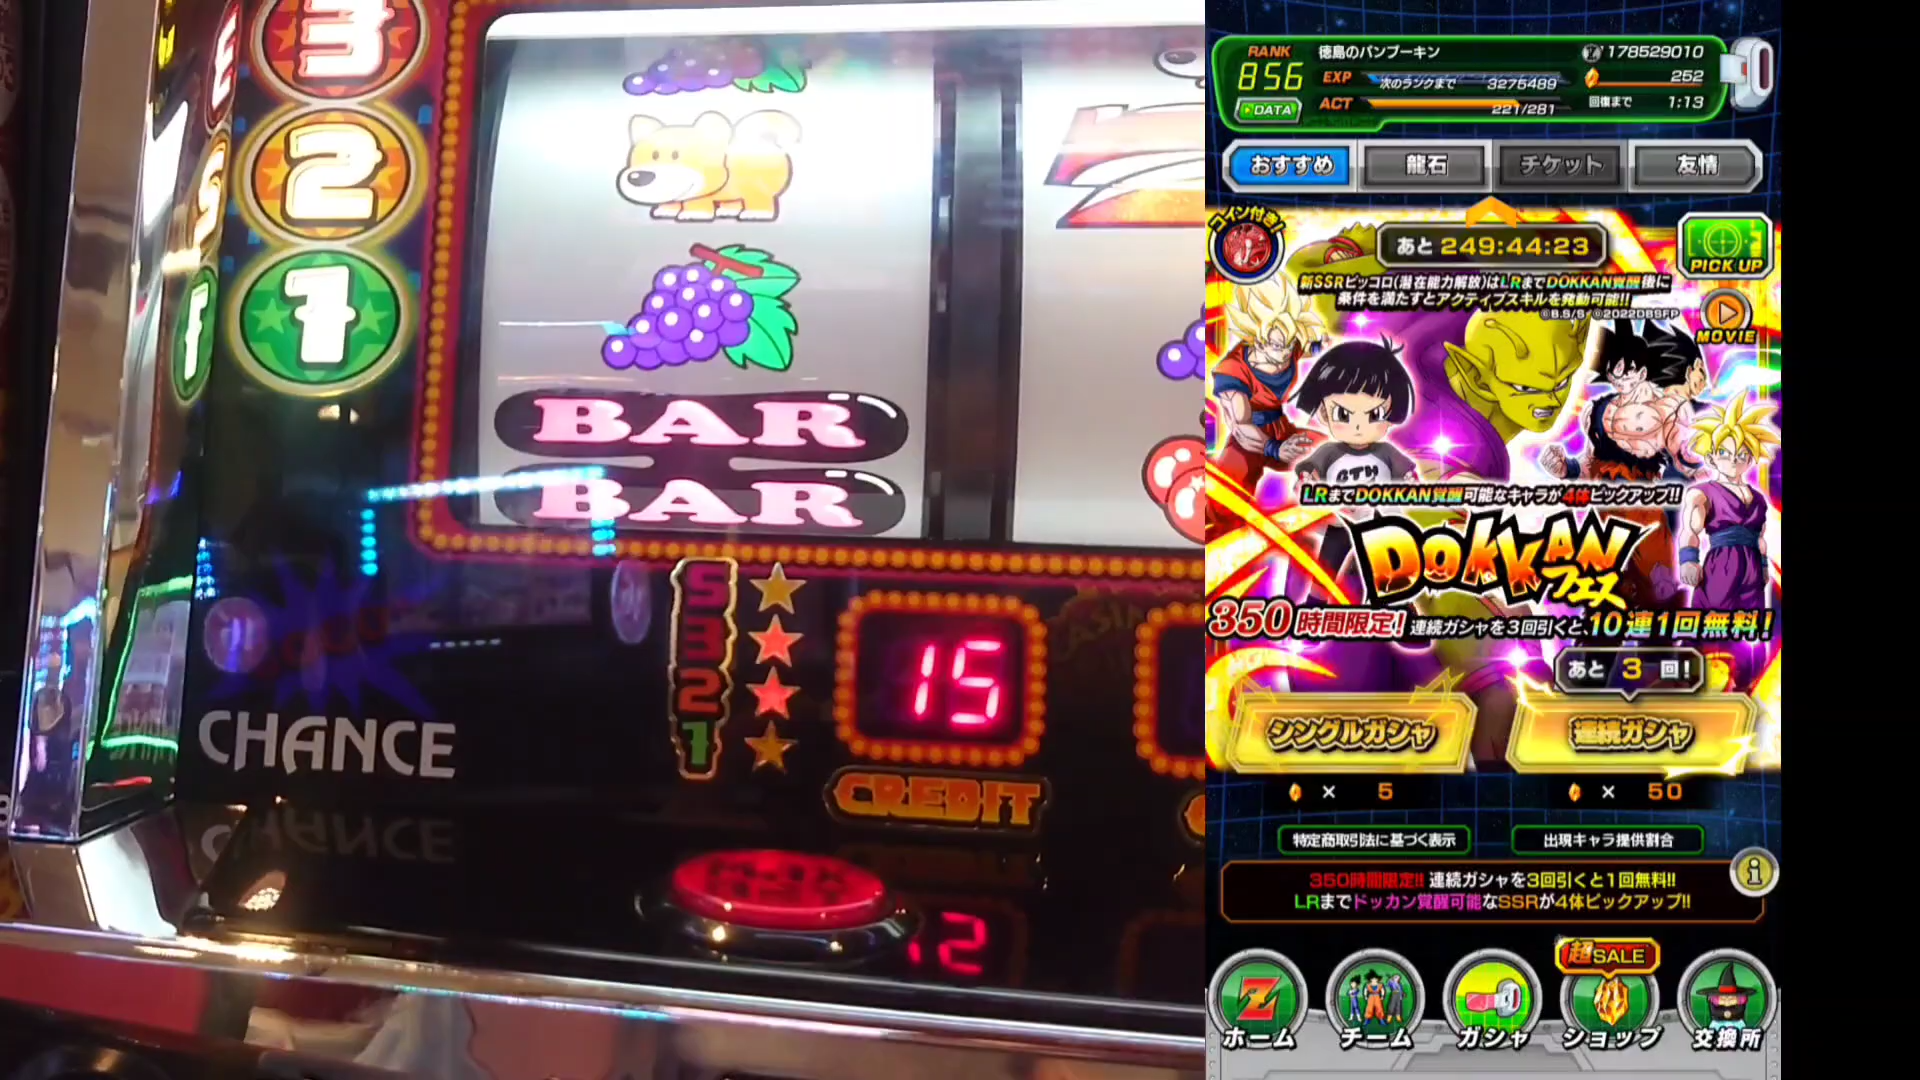 3
2
1
BAR
BAR
CHANCE
5
3
2
1
15
CREDIT
RANK
856
DATA
徳島のパンプーキン
178529010
EXP
次のランクまで 3275489
252
ACT
221/281
回復まで 1:13
おすすめ
龍石
チケット
友情
コイン付き!
あと 249:44:23
PICK UP
新SSRピッコロ(潜在能力解放)はLRまでDOKKAN覚醒後に
条件を満たすとアクティブスキルを発動可能!!
©B.S/S ©2022DBSFP
MOVIE
LRまでDOKKAN覚醒可能なキャラが4体ピックアップ!!
DOKKAN
フェス
350時間限定! 連続ガシャを3回引くと、10連1回無料!
あと 3 回!
シングルガシャ
連続ガシャ
× 5
× 50
特定商取引法に基づく表示
出現キャラ提供割合
350時間限定!! 連続ガシャを3回引くと1回無料!!
LRまでドッカン覚醒可能なSSRが4体ピックアップ!!
超SALE
ホーム
チーム
ガシャ
ショップ
交換所